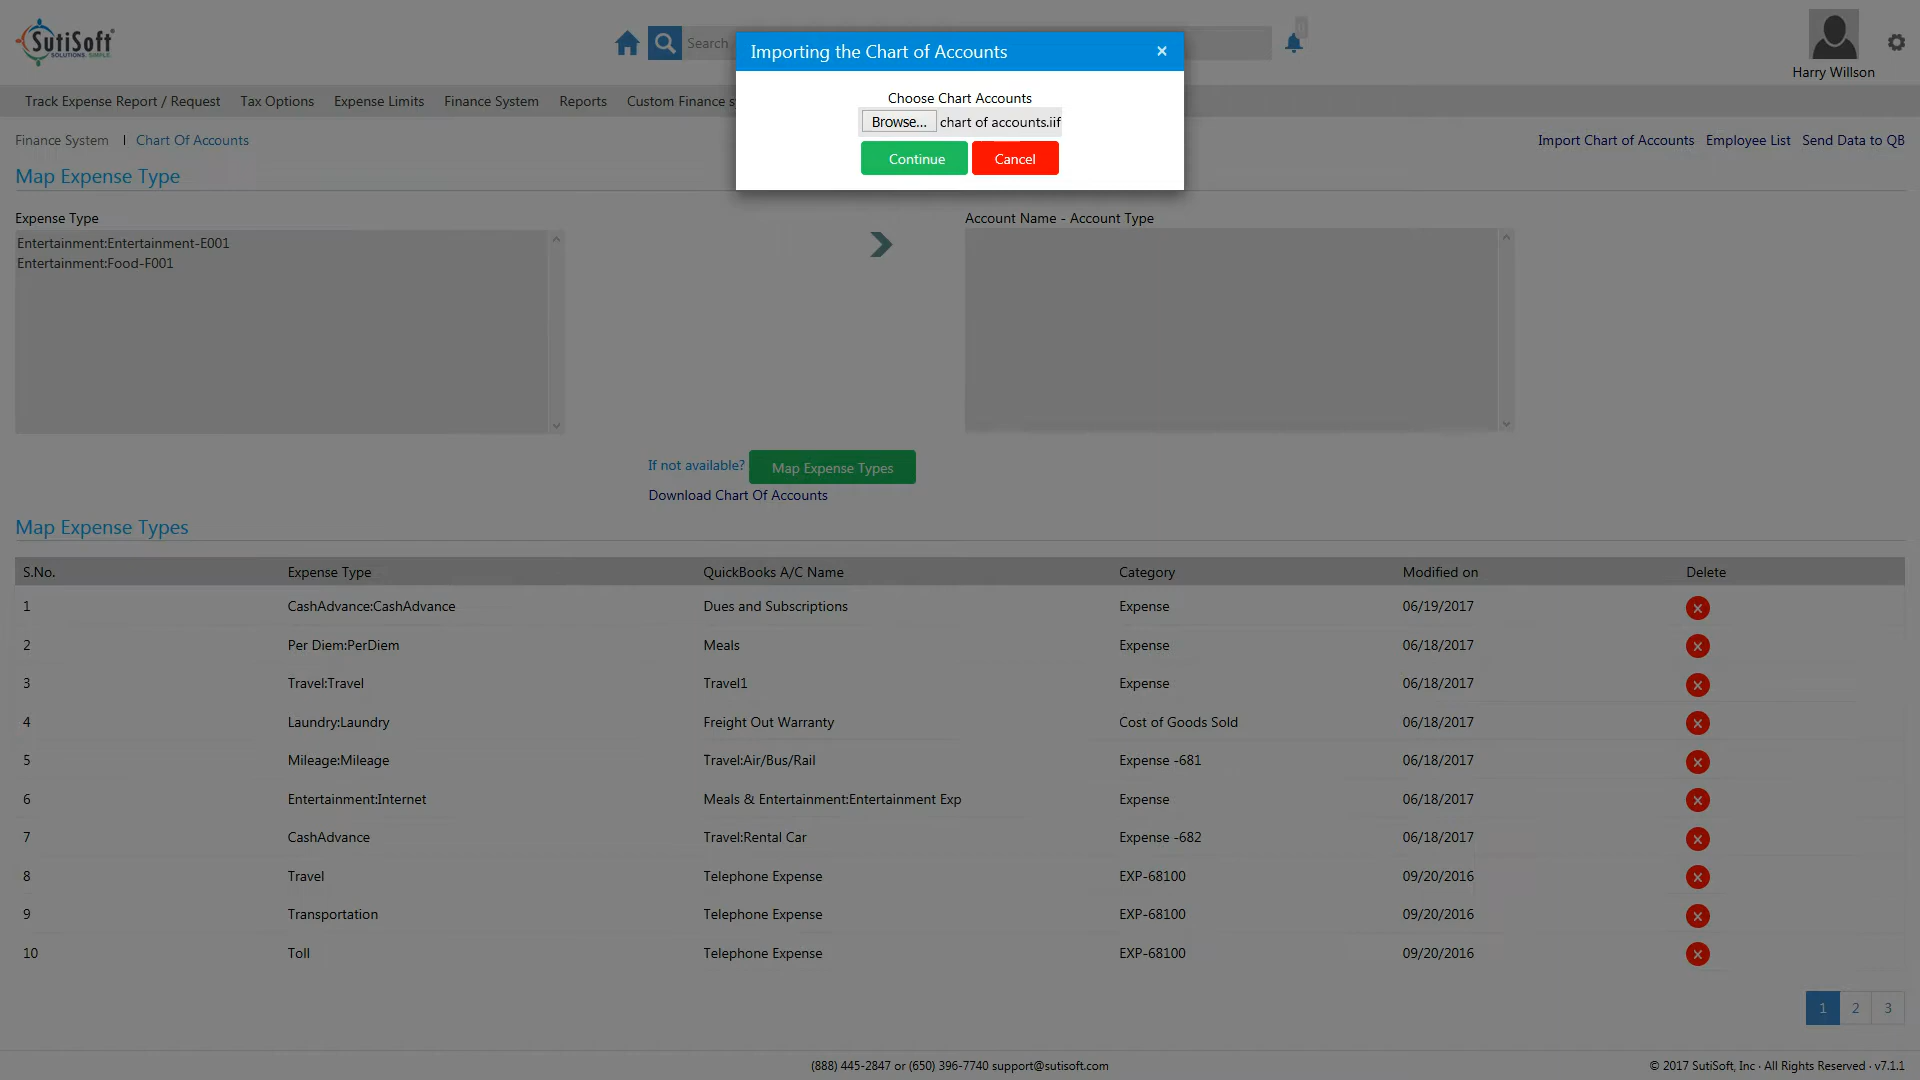 SutiSoft
SOLUTIONS. SIMPLE
Search
Harry Willson
Importing the Chart of Accounts ×
Choose Chart Accounts
Browse... chart of accounts.iif
Continue Cancel
Track Expense Report / Request Tax Options Expense Limits Finance System Reports Custom Finance s
Finance System | Chart Of Accounts Import Chart of Accounts Employee List Send Data to QB
Map Expense Type
Expense Type Account Name - Account Type
Entertainment:Entertainment-E001
Entertainment:Food-F001
If not available? Map Expense Types
Download Chart Of Accounts
Map Expense Types
S.No. Expense Type QuickBooks A/C Name Category Modified on Delete
1 CashAdvance:CashAdvance Dues and Subscriptions Expense 06/19/2017
2 Per Diem:PerDiem Meals Expense 06/18/2017
3 Travel:Travel Travel1 Expense 06/18/2017
4 Laundry:Laundry Freight Out Warranty Cost of Goods Sold 06/18/2017
5 Mileage:Mileage Travel:Air/Bus/Rail Expense -681 06/18/2017
6 Entertainment:Internet Meals & Entertainment:Entertainment Exp Expense 06/18/2017
7 CashAdvance Travel:Rental Car Expense -682 06/18/2017
8 Travel Telephone Expense EXP-68100 09/20/2016
9 Transportation Telephone Expense EXP-68100 09/20/2016
10 Toll Telephone Expense EXP-68100 09/20/2016
1 2 3
(888) 445-2847 or (650) 396-7740 support@sutisoft.com © 2017 SutiSoft, Inc · All Rights Reserved · v7.1.1